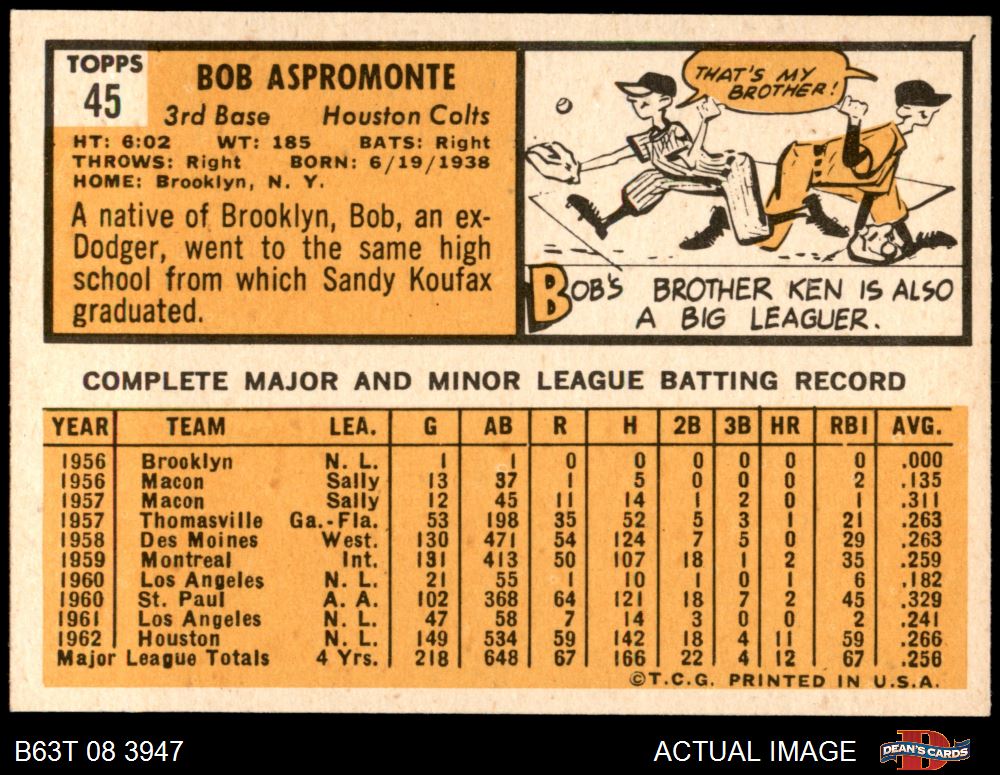 TOPPS
45
BOB ASPROMONTE
3rd Base Houston Colts
HT: 6:02 WT: 185 BATS: Right
THROWS: Right BORN: 6/19/1938
HOME: Brooklyn, N. Y.
A native of Brooklyn, Bob, an ex-
Dodger, went to the same high
school from which Sandy Koufax
graduated.
THAT'S MY
BROTHER!
BOB'S BROTHER KEN IS ALSO
A BIG LEAGUER.
COMPLETE MAJOR AND MINOR LEAGUE BATTING RECORD
YEAR TEAM LEA. G AB R H 2B 3B HR RBI AVG.
1956 Brooklyn N. L. 1 1 0 0 0 0 0 0 .000
1956 Macon Sally 13 37 1 5 0 0 0 2 .135
1957 Macon Sally 12 45 11 14 1 2 0 1 .311
1957 Thomasville Ga.-Fla. 53 198 35 52 5 3 1 21 .263
1958 Des Moines West. 130 471 54 124 7 5 0 29 .263
1959 Montreal Int. 131 413 50 107 18 1 2 35 .259
1960 Los Angeles N. L. 21 55 1 10 1 0 1 6 .182
1960 St. Paul A. A. 102 368 64 121 18 7 2 45 .329
1961 Los Angeles N. L. 47 58 7 14 3 0 0 2 .241
1962 Houston N. L. 149 534 59 142 18 4 11 59 .266
Major League Totals 4 Yrs. 218 648 67 166 22 4 12 67 .256
©T.C.G. PRINTED IN U.S.A.
B63T 08 3947 ACTUAL IMAGE DEAN'S CARDS